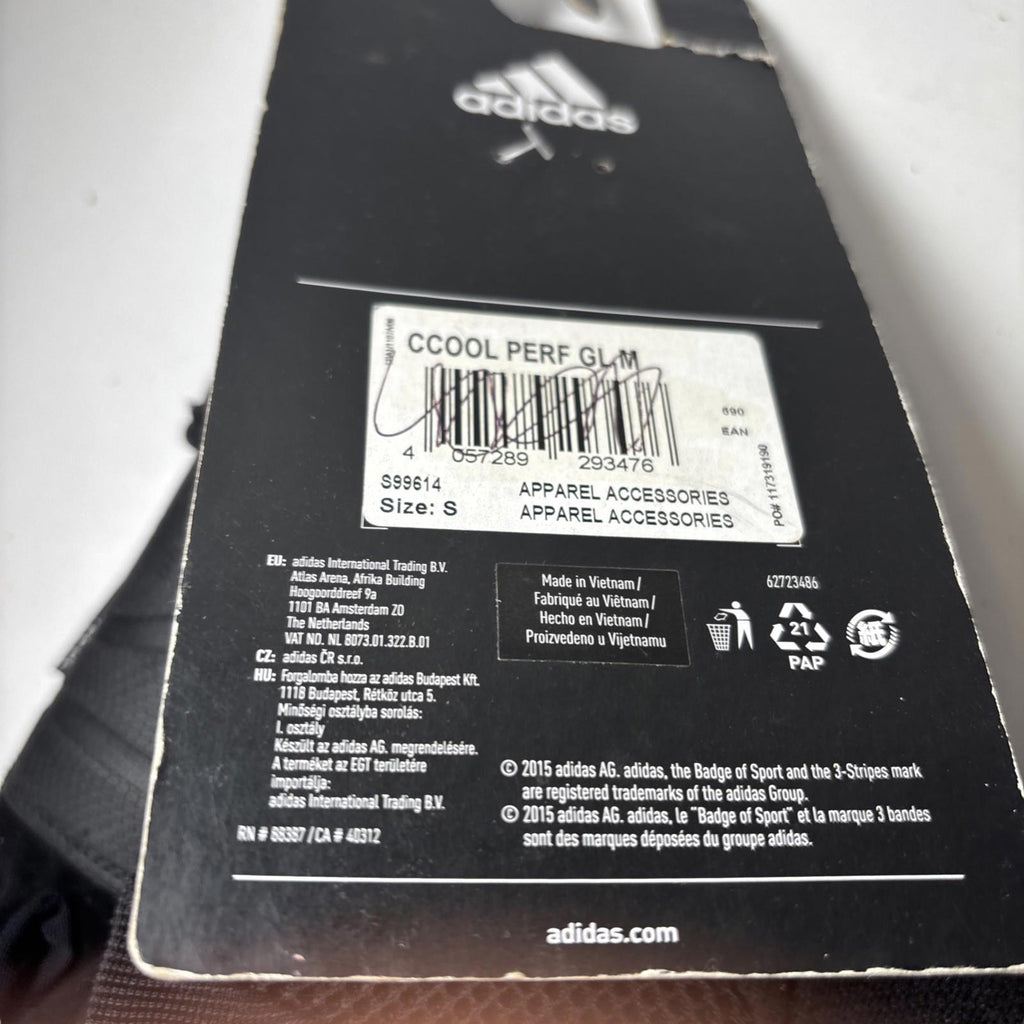 adidas
CCOOL PERF GL M
4 057289 293476
690
EAN
PO# 117319190
S99614
Size: S
APPAREL ACCESSORIES
APPAREL ACCESSORIES
EU: adidas International Trading B.V.
Atlas Arena, Afrika Building
Hoogoorddreef 9a
1101 BA Amsterdam ZO
The Netherlands
VAT NO. NL 8073.01.322.B.01
CZ: adidas ČR s.r.o.
HU: Forgalomba hozza az adidas Budapest Kft.
1118 Budapest, Rétköz utca 5.
Minőségi osztályba sorolás:
I. osztály
Készült az adidas AG. megrendelésére.
A terméket az EGT területére
importálja:
adidas International Trading B.V.
RN # 88387 / CA # 40312
Made in Vietnam /
Fabriqué au Viêtnam /
Hecho en Vietnam /
Proizvedeno u Vijetnamu
62723486
21
PAP
© 2015 adidas AG. adidas, the Badge of Sport and the 3-Stripes mark
are registered trademarks of the adidas Group.
© 2015 adidas AG. adidas, le "Badge of Sport" et la marque 3 bandes
sont des marques déposées du groupe adidas.
adidas.com